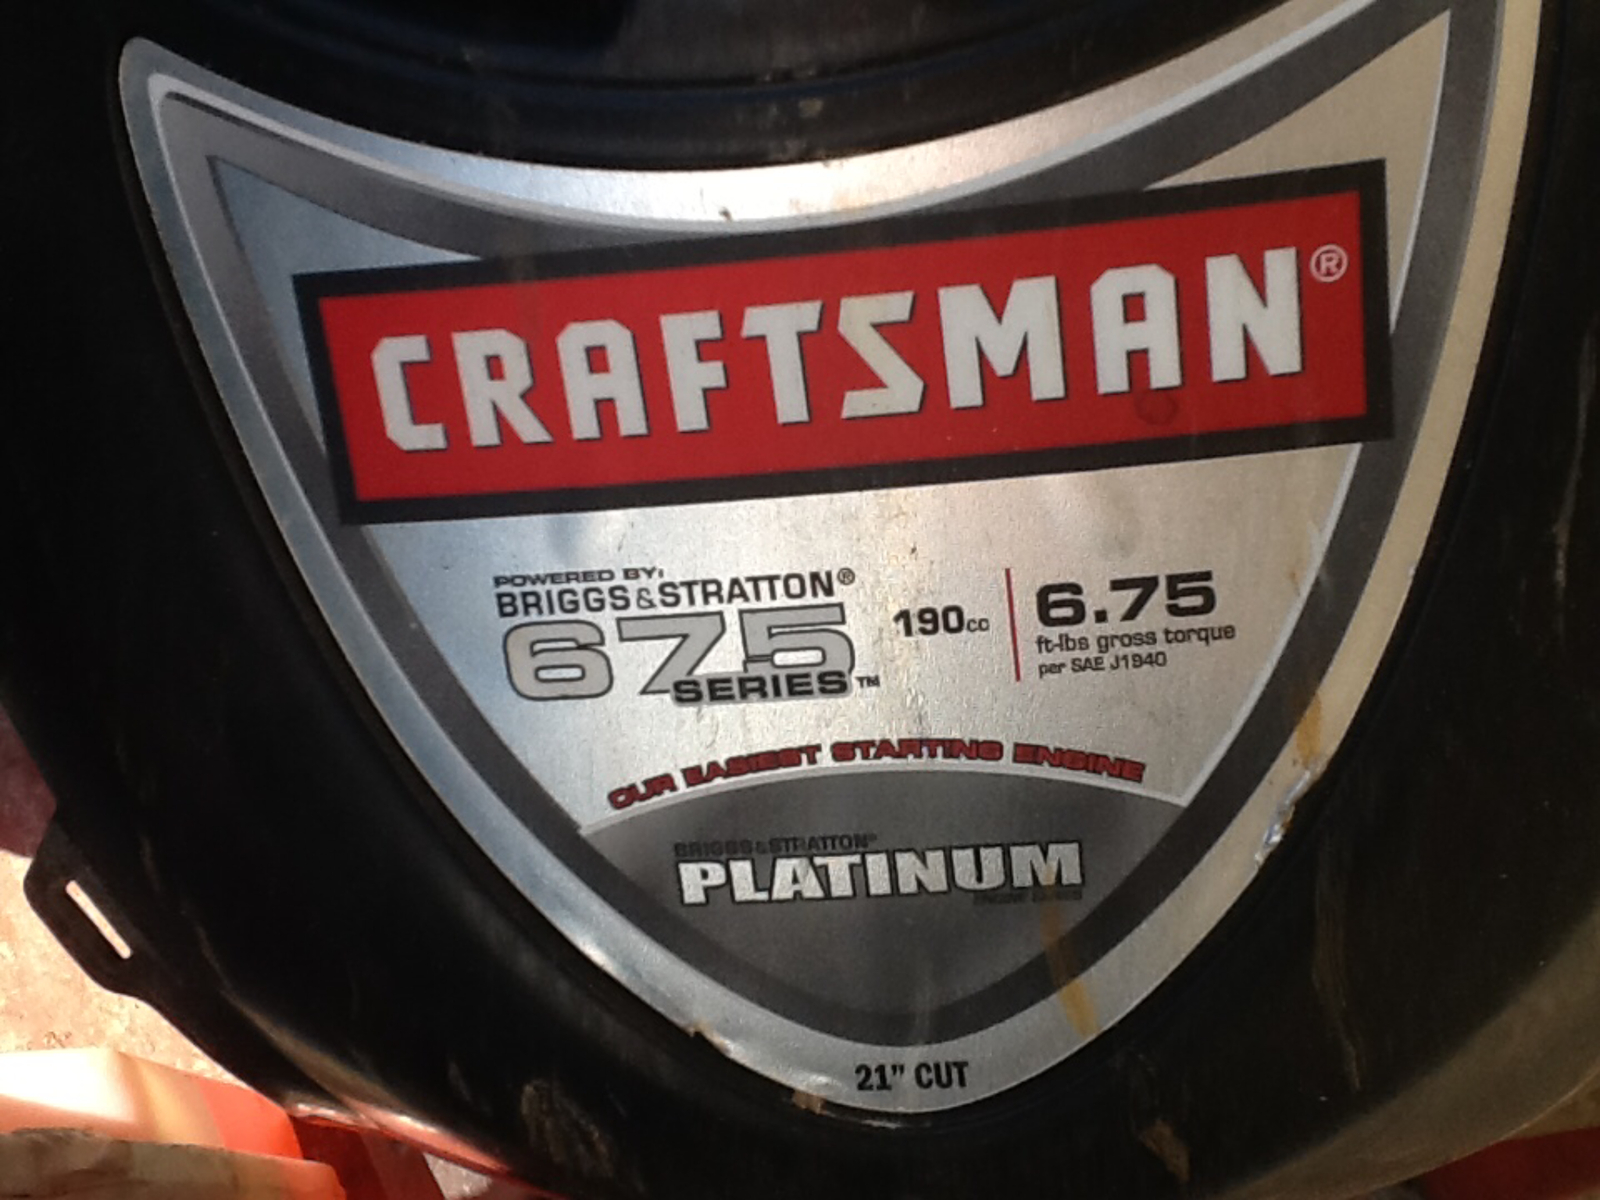 CRAFTSMAN®
POWERED BY:
BRIGGS&STRATTON®
675
SERIES™
190cc
6.75
ft-lbs gross torque
per SAE J1940
OUR EASIEST STARTING ENGINE
BRIGGS&STRATTON®
PLATINUM
21” CUT